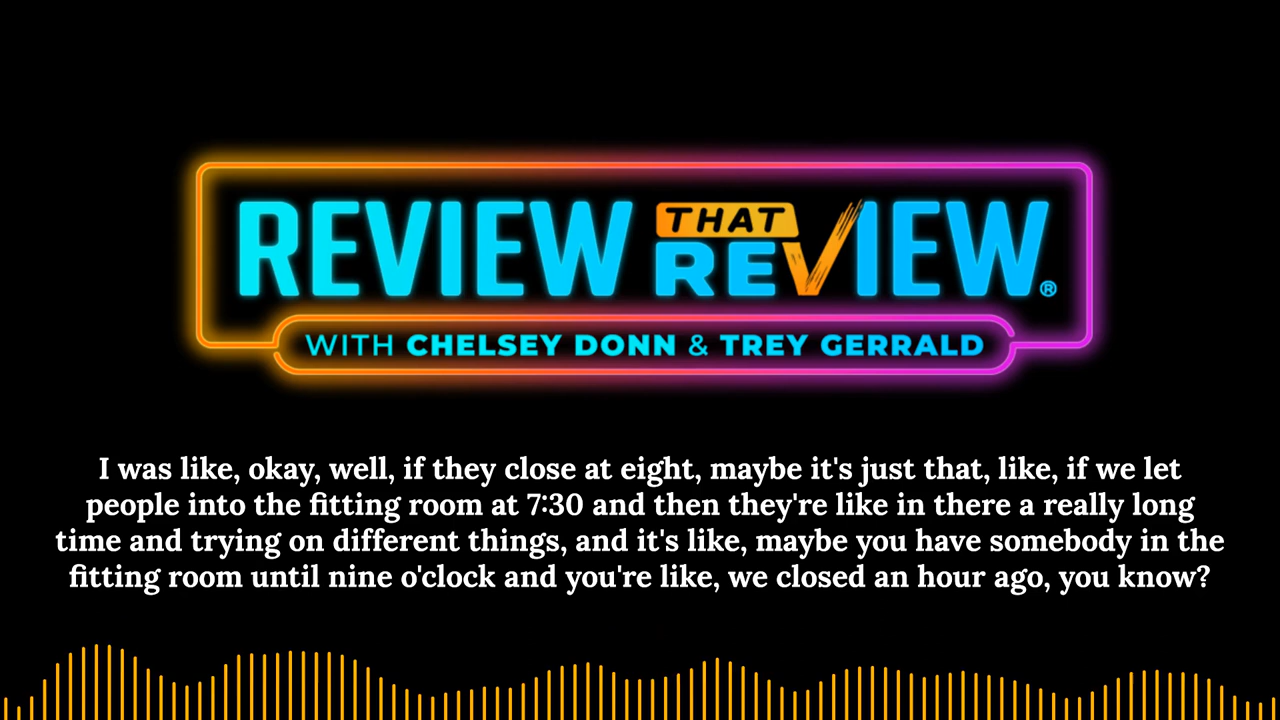 REVIEW THAT REVIEW®
WITH CHELSEY DONN & TREY GERRALD
I was like, okay, well, if they close at eight, maybe it's just that, like, if we let
people into the fitting room at 7:30 and then they're like in there a really long
time and trying on different things, and it's like, maybe you have somebody in the
fitting room until nine o'clock and you're like, we closed an hour ago, you know?